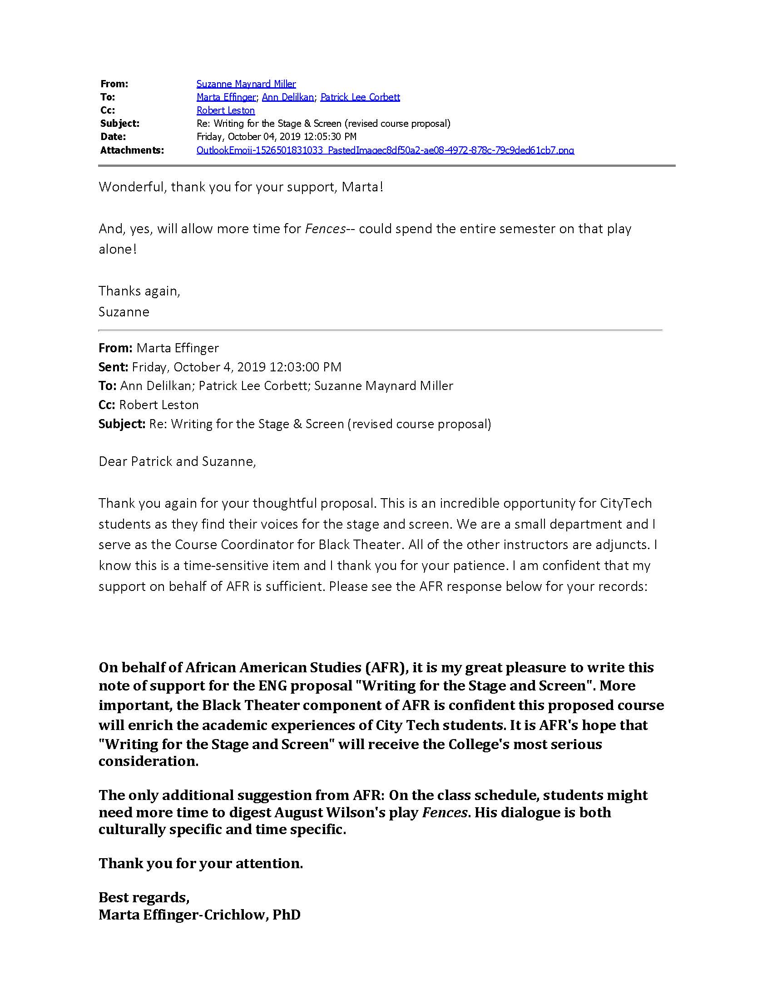 From: Suzanne Maynard Miller
To: Marta Effinger; Ann Delilkan; Patrick Lee Corbett
Cc: Robert Leston
Subject: Re: Writing for the Stage & Screen (revised course proposal)
Date: Friday, October 04, 2019 12:05:30 PM
Attachments: OutlookEmoji-1526501831033_PastedImagec8df50a2-ae08-4972-878c-79c9ded61cb7.png
Wonderful, thank you for your support, Marta!
And, yes, will allow more time for Fences-- could spend the entire semester on that play
alone!
Thanks again,
Suzanne
From: Marta Effinger
Sent: Friday, October 4, 2019 12:03:00 PM
To: Ann Delilkan; Patrick Lee Corbett; Suzanne Maynard Miller
Cc: Robert Leston
Subject: Re: Writing for the Stage & Screen (revised course proposal)
Dear Patrick and Suzanne,
Thank you again for your thoughtful proposal. This is an incredible opportunity for CityTech
students as they find their voices for the stage and screen. We are a small department and I
serve as the Course Coordinator for Black Theater. All of the other instructors are adjuncts. I
know this is a time-sensitive item and I thank you for your patience. I am confident that my
support on behalf of AFR is sufficient. Please see the AFR response below for your records:
On behalf of African American Studies (AFR), it is my great pleasure to write this
note of support for the ENG proposal "Writing for the Stage and Screen". More
important, the Black Theater component of AFR is confident this proposed course
will enrich the academic experiences of City Tech students. It is AFR's hope that
"Writing for the Stage and Screen" will receive the College's most serious
consideration.
The only additional suggestion from AFR: On the class schedule, students might
need more time to digest August Wilson's play Fences. His dialogue is both
culturally specific and time specific.
Thank you for your attention.
Best regards,
Marta Effinger-Crichlow, PhD